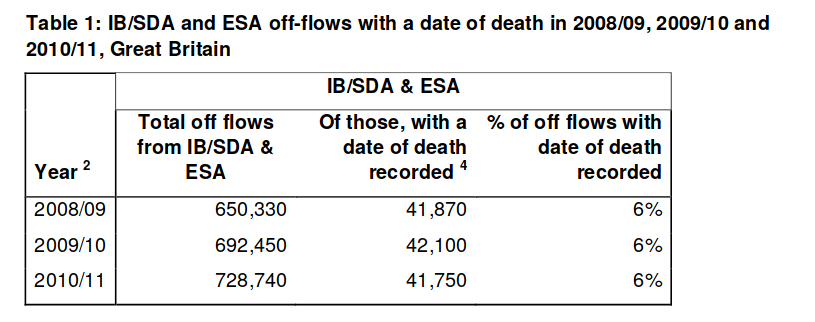 Table 1: IB/SDA and ESA off-flows with a date of death in 2008/09, 2009/10 and
2010/11, Great Britain
IB/SDA & ESA
Year 2
Total off flows
from IB/SDA &
ESA
Of those, with a
date of death
recorded 4
% of off flows with
date of death
recorded
2008/09 650,330 41,870 6%
2009/10 692,450 42,100 6%
2010/11 728,740 41,750 6%